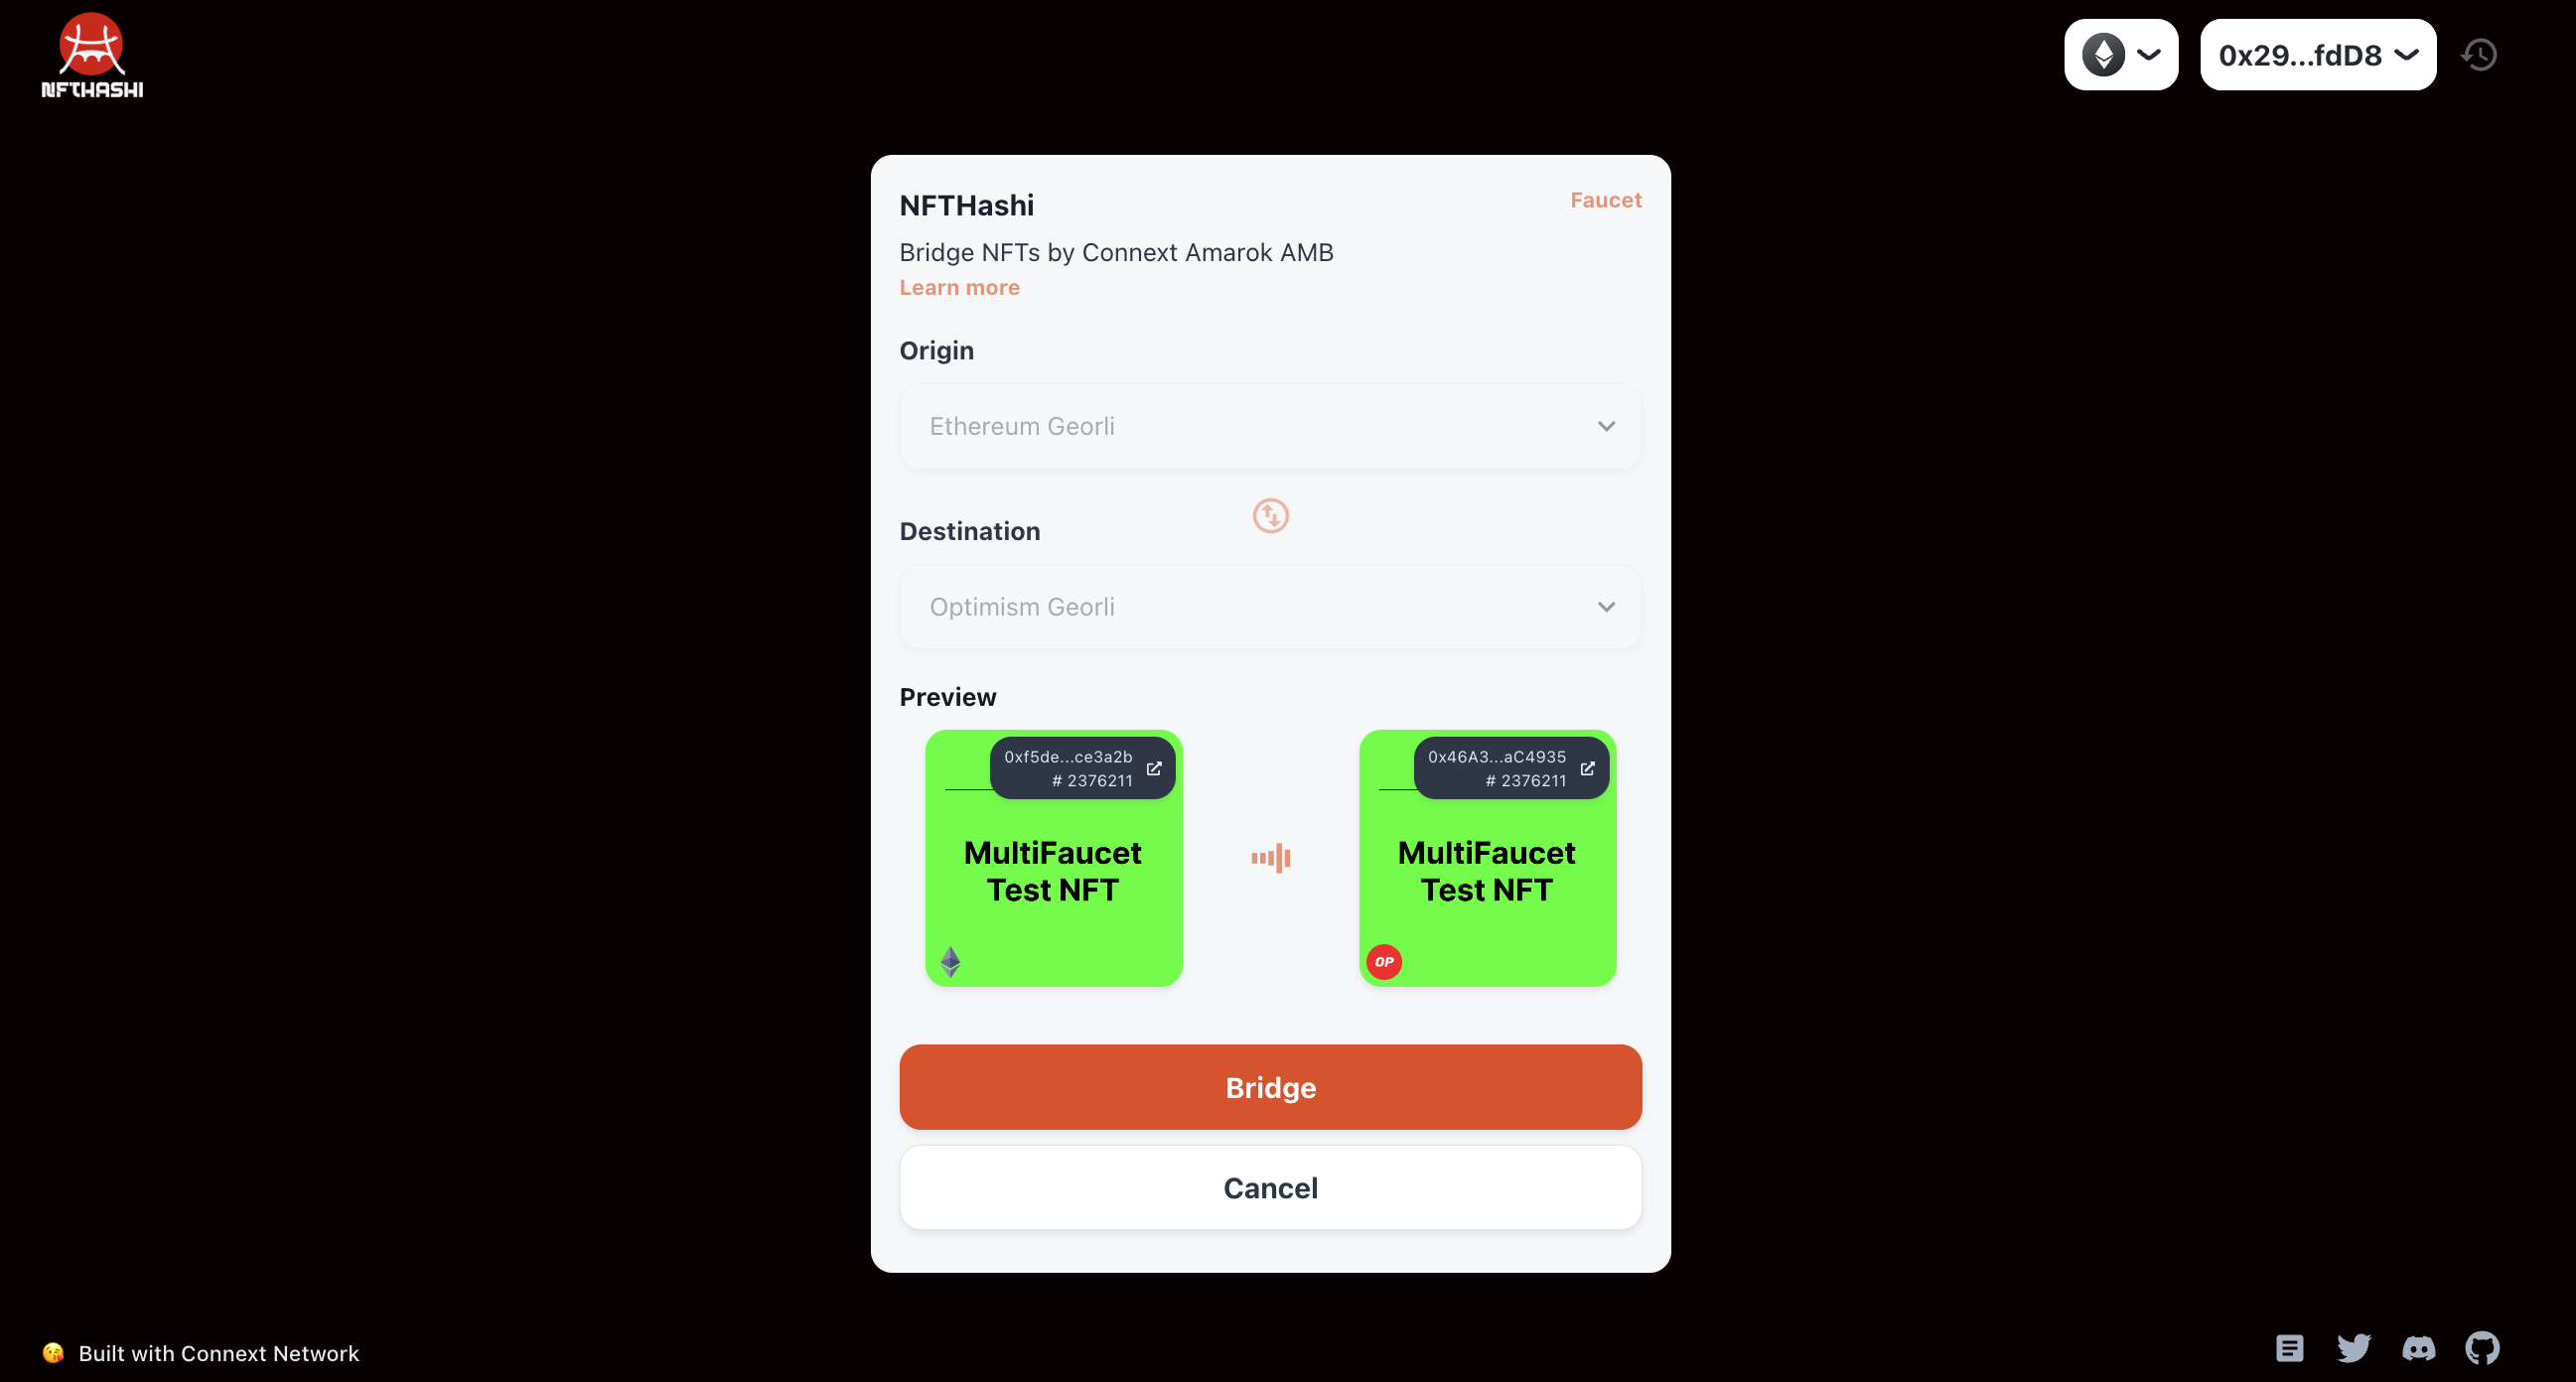 NFTHASHI
0x29...fdD8
NFTHashi
Faucet
Bridge NFTs by Connext Amarok AMB
Learn more
Origin
Ethereum Georli
Destination
Optimism Georli
Preview
0xf5de...ce3a2b
# 2376211
MultiFaucet
Test NFT
0x46A3...aC4935
# 2376211
MultiFaucet
Test NFT
OP
Bridge
Cancel
😘 Built with Connext Network